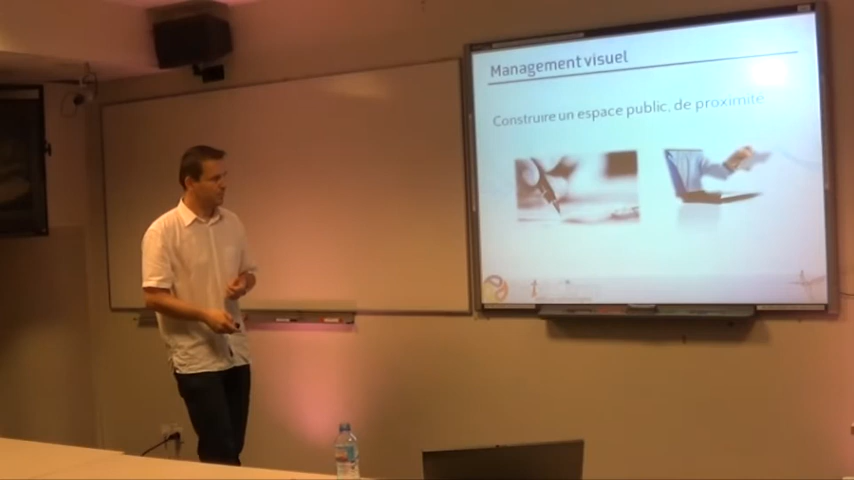 Management visuel
Construire un espace public, de proximité